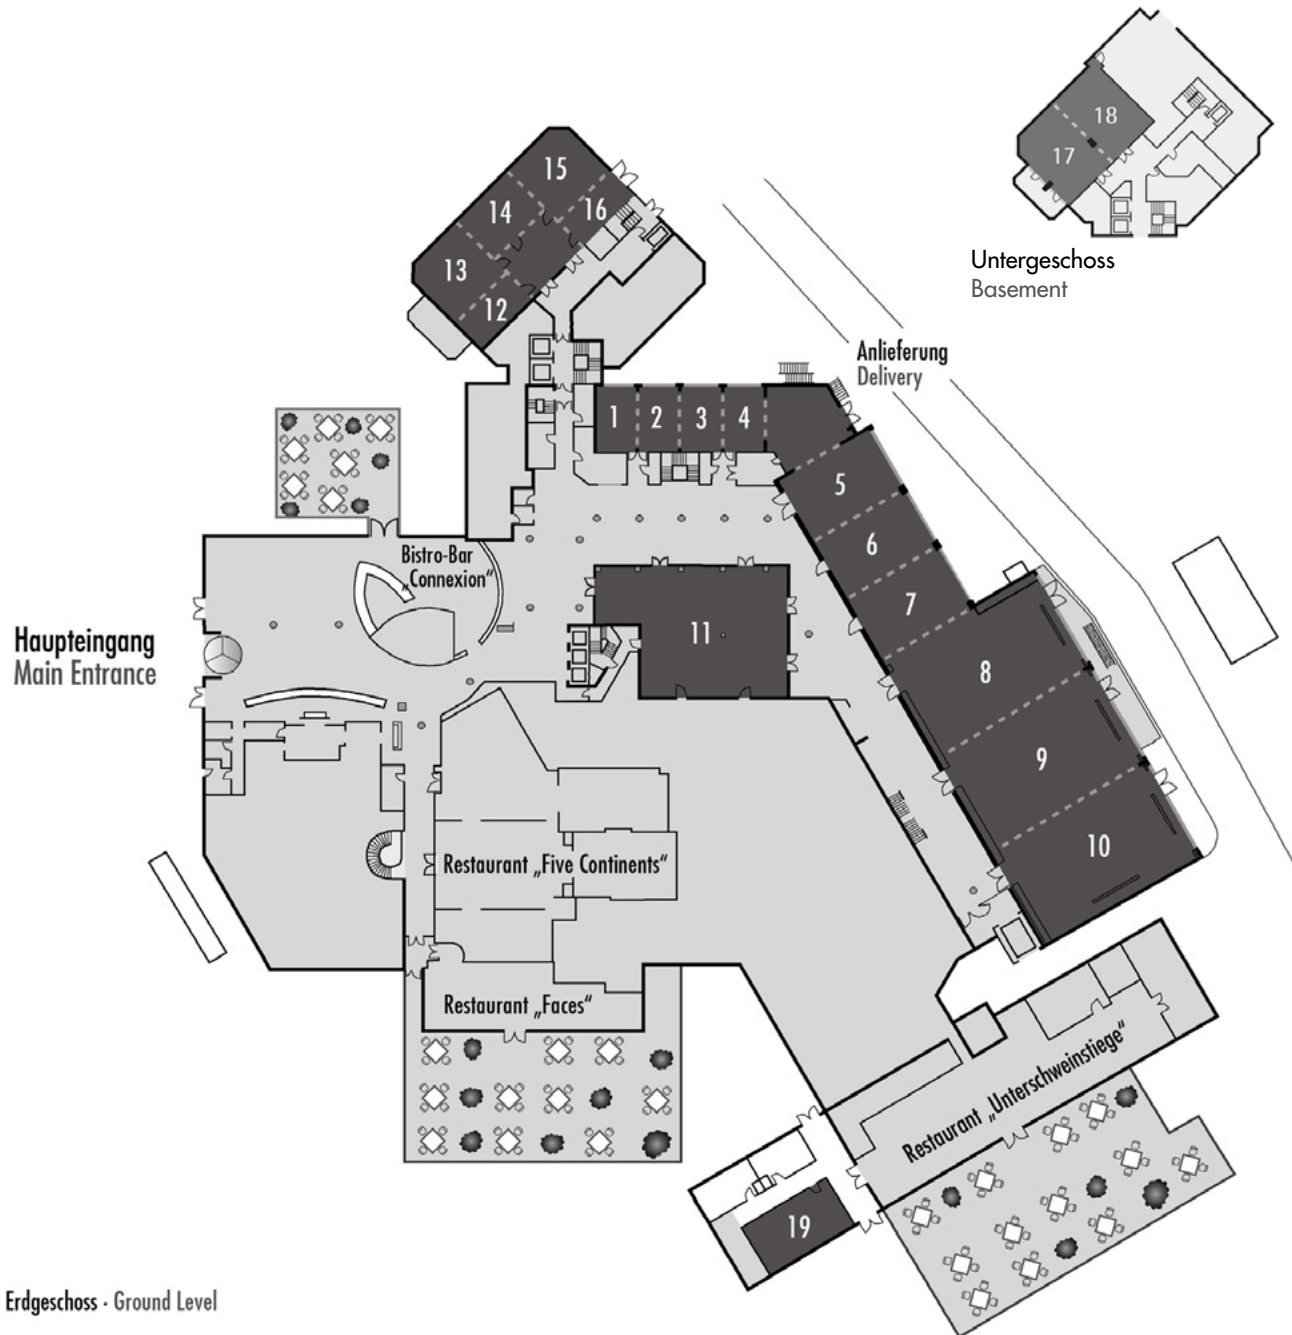 18
17
Untergeschoss
Basement
15
14
16
13
12
Anlieferung
Delivery
1
2
3
4
5
6
7
8
9
10
11
Bistro-Bar
„Connexion“
Haupteingang
Main Entrance
Restaurant „Five Continents“
Restaurant „Faces“
Restaurant „Unterschweinstiege“
19
Erdgeschoss · Ground Level